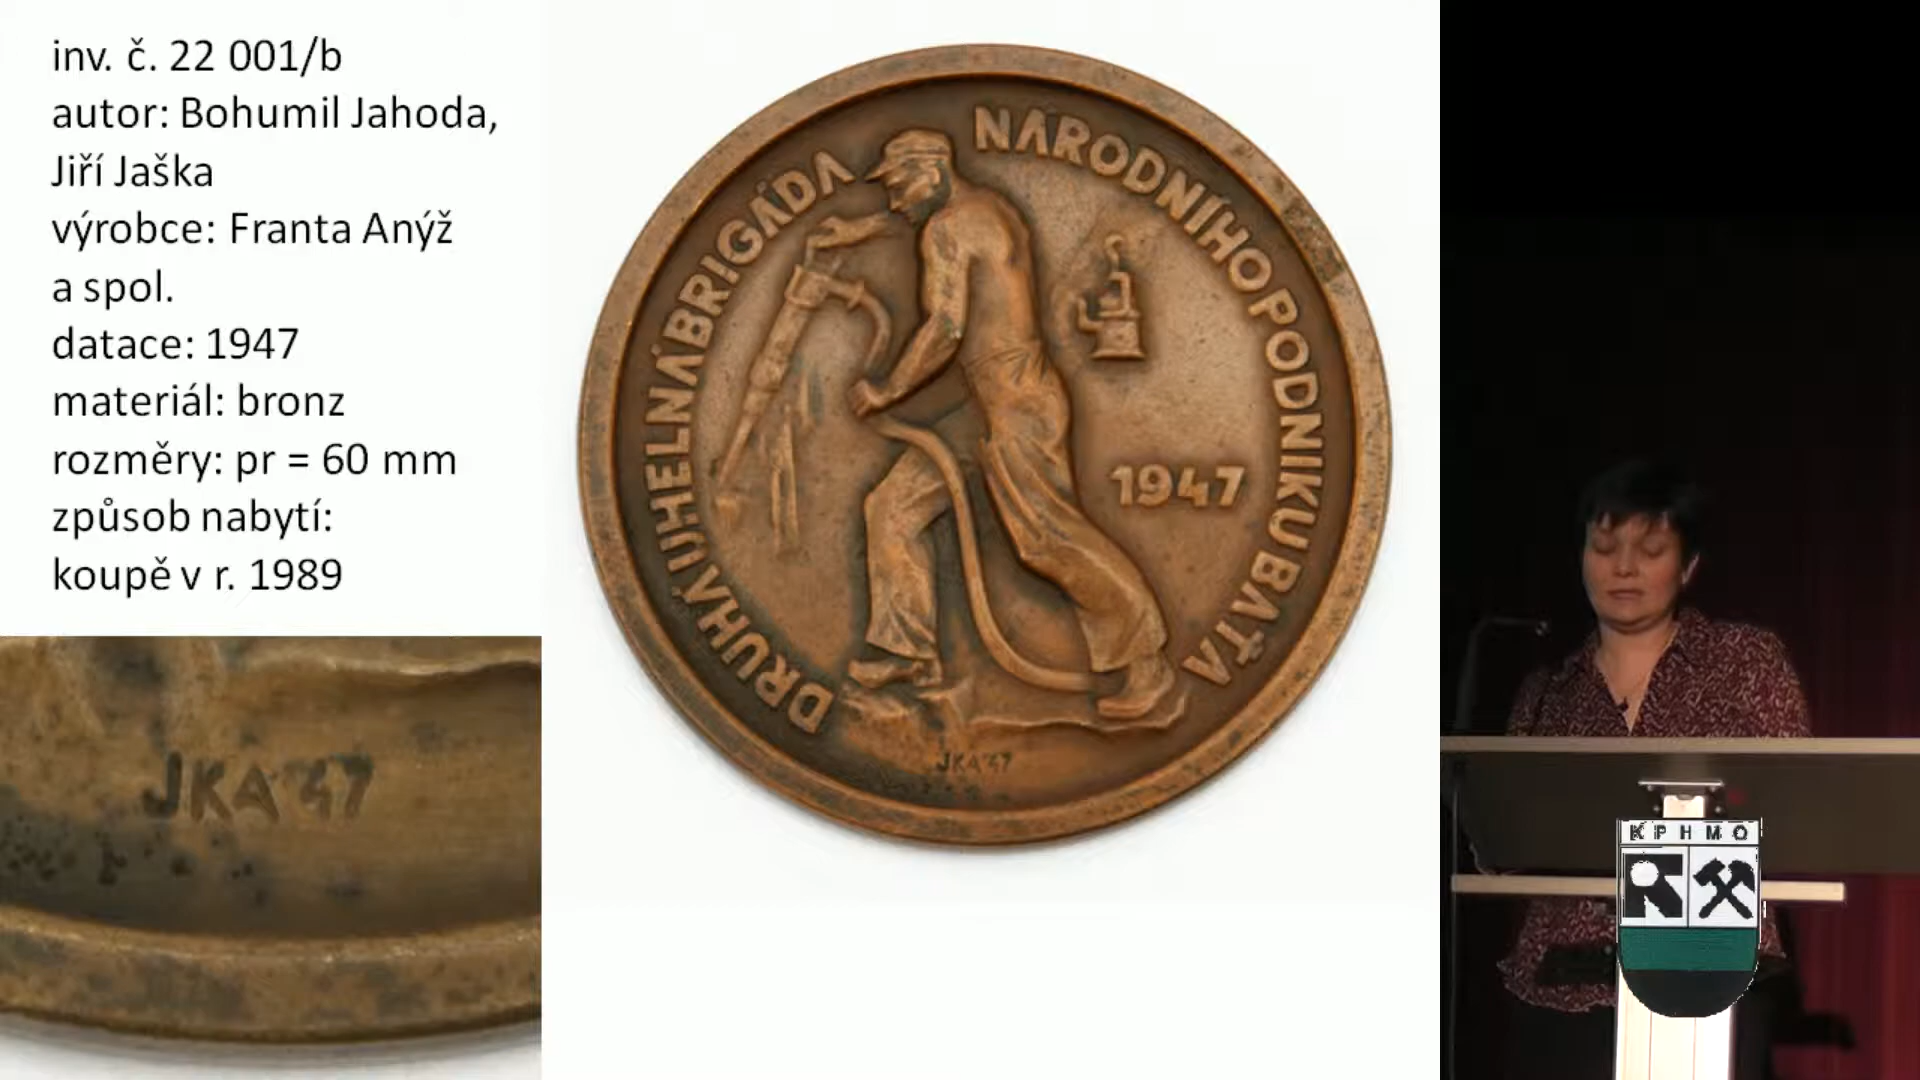 inv. č. 22 001/b
autor: Bohumil Jahoda,
Jiří Jaška
výrobce: Franta Anýž
a spol.
datace: 1947
materiál: bronz
rozměry: pr = 60 mm
způsob nabytí:
koupě v r. 1989
JKA'47
DRUHÁ UHELNÁ BRIGÁDA NÁRODNÍHO PODNIKU BAŤA
1947
JKA'47
K P H M O